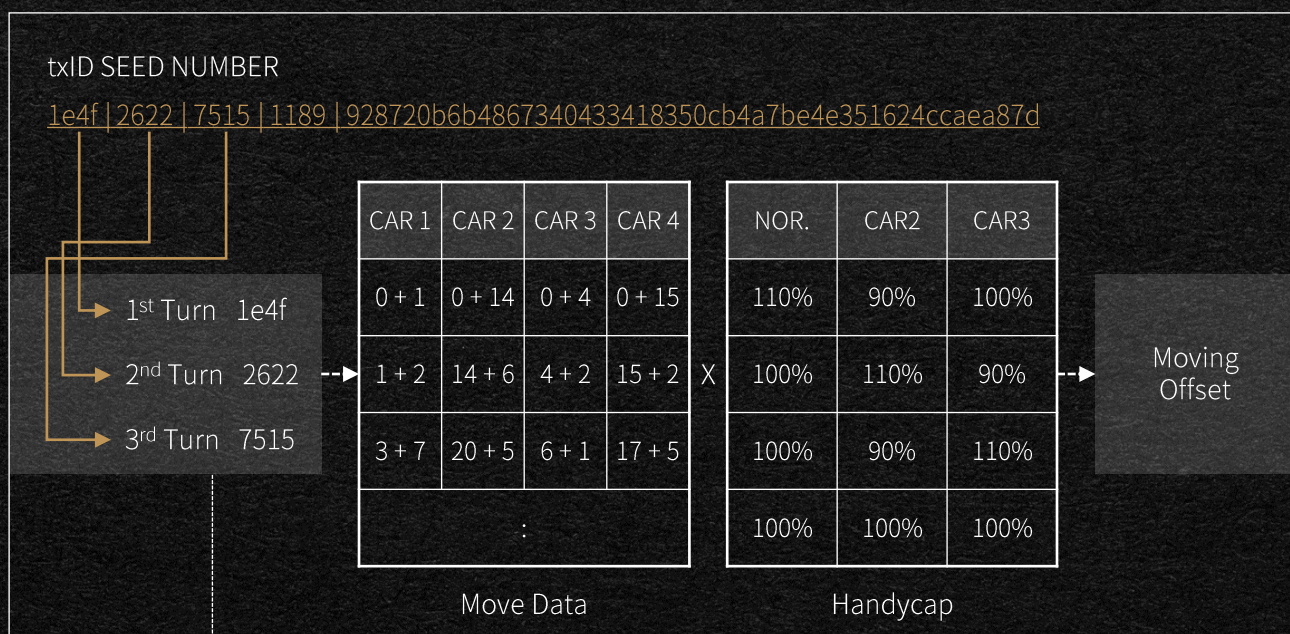 txID SEED NUMBER
1e4f | 2622 | 7515 | 1189 | 928720b6b4867340433418350cb4a7be4e351624ccaea87d
1st Turn 1e4f
2nd Turn 2622
3rd Turn 7515
CAR 1 CAR 2 CAR 3 CAR 4
0 + 1 0 + 14 0 + 4 0 + 15
1 + 2 14 + 6 4 + 2 15 + 2
3 + 7 20 + 5 6 + 1 17 + 5
:
Move Data
X
NOR. CAR2 CAR3
110% 90% 100%
100% 110% 90%
100% 90% 110%
100% 100% 100%
Handycap
Moving
Offset